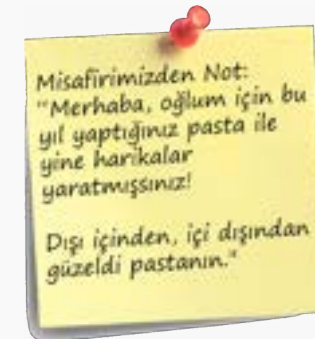 Misafirimizden Not:
"Merhaba, oğlum için bu
yıl yaptığınız pasta ile
yine harikalar
yaratmışsınız!
Dışı içinden, içi dışından
güzeldi pastanın."